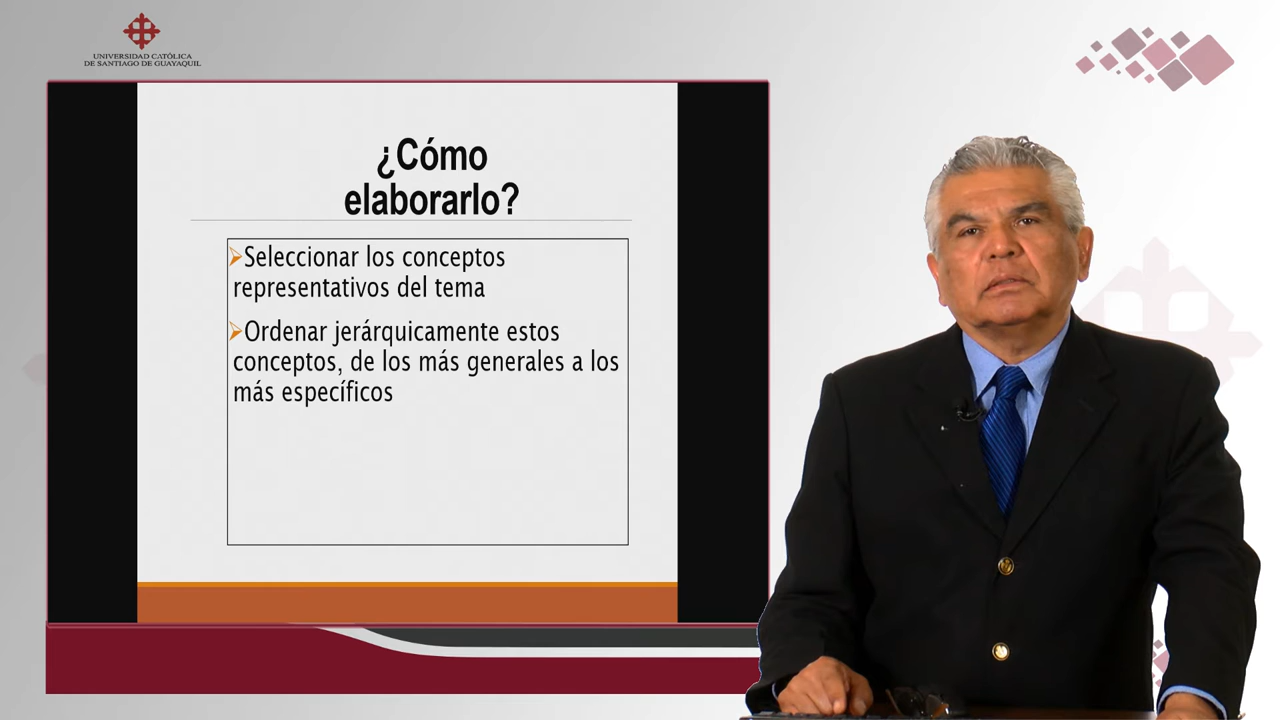 UNIVERSIDAD CATÓLICA
DE SANTIAGO DE GUAYAQUIL
¿Cómo
elaborarlo?
Seleccionar los conceptos
representativos del tema
Ordenar jerárquicamente estos
conceptos, de los más generales a los
más específicos